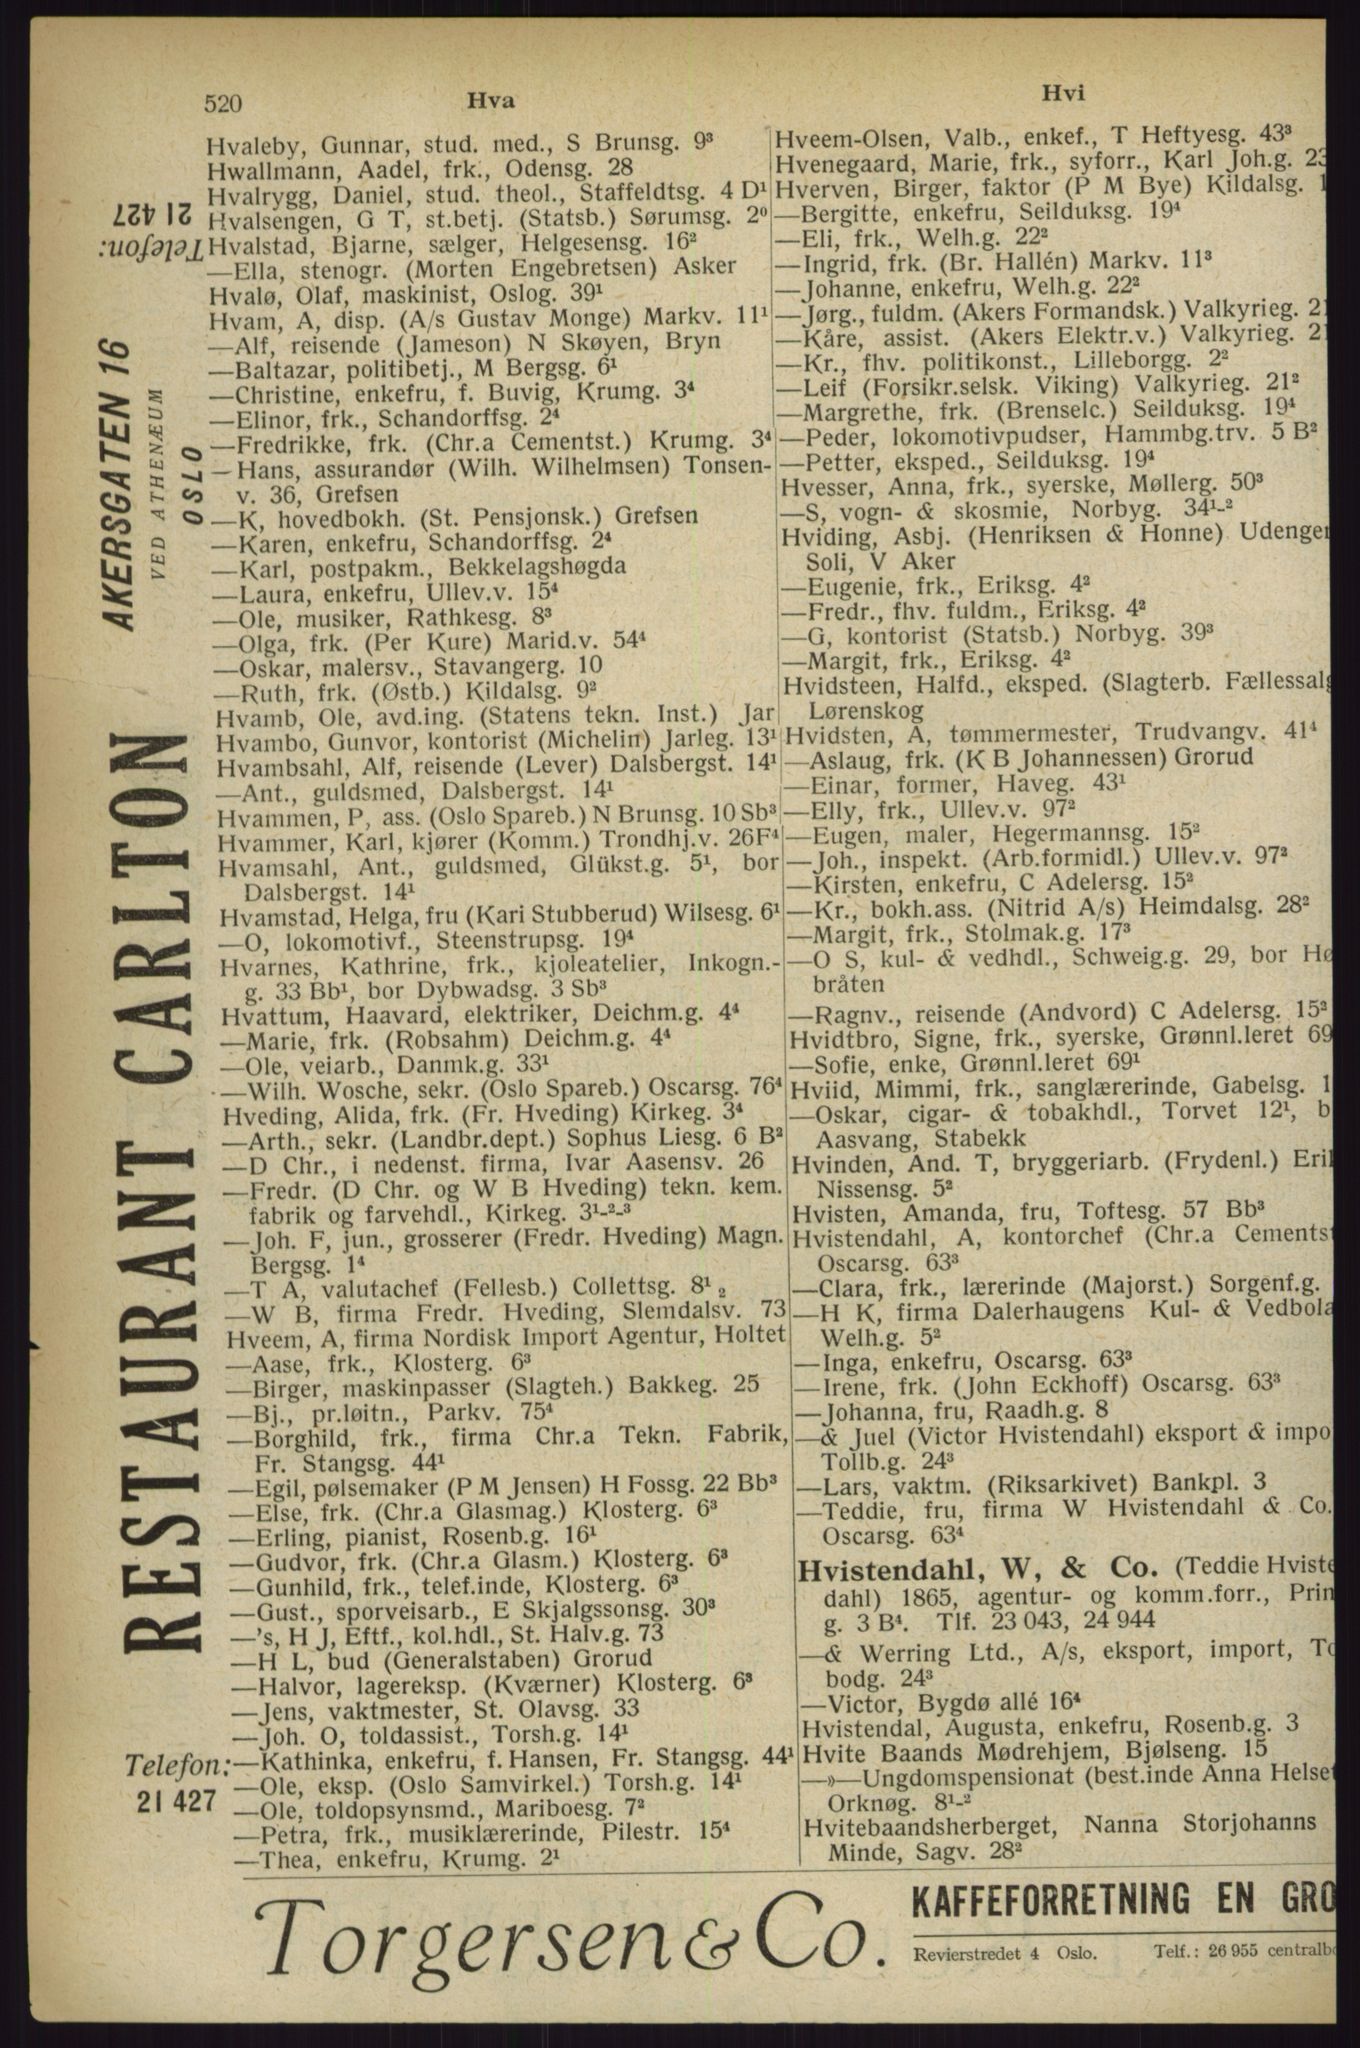 520
Hva
Hvi
Hvaleby, Gunnar, stud. med., S Brunsg. 9³
Hwallmann, Aadel, frk., Odensg. 28
Hvalrygg, Daniel, stud. theol., Staffeldtsg. 4 D¹
Hvalsengen, G T, st.betj. (Statsb.) Sørumsg. 2⁰
Hvalstad, Bjarne, sælger, Helgesensg. 16²
—Ella, stenogr. (Morten Engebretsen) Asker
Hvalø, Olaf, maskinist, Oslog. 39¹
Hvam, A, disp. (A/s Gustav Monge) Markv. 11¹
—Alf, reisende (Jameson) N Skøyen, Bryn
—Baltazar, politibetj., M Bergsg. 6¹
—Christine, enkefru, f. Buvig, Krumg. 3⁴
—Elinor, frk., Schandorffsg. 2⁴
—Fredrikke, frk. (Chr.a Cementst.) Krumg. 3⁴
—Hans, assurandør (Wilh. Wilhelmsen) Tonsen-
v. 36, Grefsen
—K, hovedbokh. (St. Pensjonsk.) Grefsen
—Karen, enkefru, Schandorffsg. 2⁴
—Karl, postpakm., Bekkelagshøgda
—Laura, enkefru, Ullev.v. 15⁴
—Ole, musiker, Rathkesg. 8³
—Olga, frk. (Per Kure) Marid.v. 54⁴
—Oskar, malersv., Stavangerg. 10
—Ruth, frk. (Østb.) Kildalsg. 9²
Hvamb, Ole, avd.ing. (Statens tekn. Inst.) Jar
Hvambo, Gunvor, kontorist (Michelin) Jarleg. 13¹
Hvambsahl, Alf, reisende (Lever) Dalsbergst. 14¹
—Ant., guldsmed, Dalsbergst. 14¹
Hvammen, P, ass. (Oslo Spareb.) N Brunsg. 10 Sb³
Hvammer, Karl, kjører (Komm.) Trondhj.v. 26F⁴
Hvamsahl, Ant., guldsmed, Glükst.g. 5¹, bor
Dalsbergst. 14¹
Hvamstad, Helga, fru (Kari Stubberud) Wilsesg. 6¹
—O, lokomotivf., Steenstrupsg. 19⁴
Hvarnes, Kathrine, frk., kjoleatelier, Inkogn.-
g. 33 Bb¹, bor Dybwadsg. 3 Sb³
Hvattum, Haavard, elektriker, Deichm.g. 4⁴
—Marie, frk. (Robsahm) Deichm.g. 4⁴
—Ole, veiarb., Danmk.g. 33¹
—Wilh. Wosche, sekr. (Oslo Spareb.) Oscarsg. 76⁴
Hveding, Alida, frk. (Fr. Hveding) Kirkeg. 3⁴
—Arth., sekr. (Landbr.dept.) Sophus Liesg. 6 B²
—D Chr., i nedenst. firma, Ivar Aasensv. 26
—Fredr. (D Chr. og W B Hveding) tekn. kem.
fabrik og farvehdl., Kirkeg. 3¹-²-³
—Joh. F, jun., grosserer (Fredr. Hveding) Magn.
Bergsg. 1⁴
—T A, valutachef (Fellesb.) Collettsg. 8¹ ₂
—W B, firma Fredr. Hveding, Slemdalsv. 73
Hveem, A, firma Nordisk Import Agentur, Holtet
—Aase, frk., Klosterg. 6³
—Birger, maskinpasser (Slagteh.) Bakkeg. 25
—Bj., pr.løitn., Parkv. 75⁴
—Borghild, frk., firma Chr.a Tekn. Fabrik,
Fr. Stangsg. 44¹
—Egil, pølsemaker (P M Jensen) H Fossg. 22 Bb³
—Else, frk. (Chr.a Glasmag.) Klosterg. 6³
—Erling, pianist, Rosenb.g. 16¹
—Gudvor, frk. (Chr.a Glasm.) Klosterg. 6³
—Gunhild, frk., telef.inde, Klosterg. 6³
—Gust., sporveisarb., E Skjalgssonsg. 30³
—'s, H J, Eftf., kol.hdl., St. Halv.g. 73
—H L, bud (Generalstaben) Grorud
—Halvor, lagereksp. (Kværner) Klosterg. 6³
—Jens, vaktmester, St. Olavsg. 33
—Joh. O, toldassist., Torsh.g. 14¹
—Kathinka, enkefru, f. Hansen, Fr. Stangsg. 44¹
—Ole, eksp. (Oslo Samvirkel.) Torsh.g. 14¹
—Ole, toldopsynsmd., Mariboesg. 7²
—Petra, frk., musiklærerinde, Pilestr. 15⁴
—Thea, enkefru, Krumg. 2¹
Hveem-Olsen, Valb., enkef., T Heftyesg. 43³
Hvenegaard, Marie, frk., syforr., Karl Joh.g. 23
Hverven, Birger, faktor (P M Bye) Kildalsg. 1
—Bergitte, enkefru, Seilduksg. 19⁴
—Eli, frk., Welh.g. 22²
—Ingrid, frk. (Br. Hallén) Markv. 11³
—Johanne, enkefru, Welh.g. 22²
—Jørg., fuldm. (Akers Formandsk.) Valkyrieg. 21
—Kåre, assist. (Akers Elektr.v.) Valkyrieg. 21
—Kr., fhv. politikonst., Lilleborgg. 2²
—Leif (Forsikr.selsk. Viking) Valkyrieg. 21²
—Margrethe, frk. (Brenselc.) Seilduksg. 19⁴
—Peder, lokomotivpudser, Hammbg.trv. 5 B²
—Petter, eksped., Seilduksg. 19⁴
Hvesser, Anna, frk., syerske, Møllerg. 50³
—S, vogn- & skosmie, Norbyg. 34¹-²
Hviding, Asbj. (Henriksen & Honne) Udengen
Soli, V Aker
—Eugenie, frk., Eriksg. 4²
—Fredr., fhv. fuldm., Eriksg. 4²
—G, kontorist (Statsb.) Norbyg. 39³
—Margit, frk., Eriksg. 4²
Hvidsteen, Halfd., eksped. (Slagterb. Fællessalg
Lørenskog
Hvidsten, A, tømmermester, Trudvangv. 41⁴
—Aslaug, frk. (K B Johannessen) Grorud
—Einar, former, Haveg. 43¹
—Elly, frk., Ullev.v. 97²
—Eugen, maler, Hegermannsg. 15²
—Joh., inspekt. (Arb.formidl.) Ullev.v. 97²
—Kirsten, enkefru, C Adelersg. 15²
—Kr., bokh.ass. (Nitrid A/s) Heimdalsg. 28²
—Margit, frk., Stolmak.g. 17³
—O S, kul- & vedhdl., Schweig.g. 29, bor Hø
bråten
—Ragnv., reisende (Andvord) C Adelersg. 15²
Hvidtbro, Signe, frk., syerske, Grønnl.leret 69
—Sofie, enke, Grønnl.leret 69¹
Hviid, Mimmi, frk., sanglærerinde, Gabelsg. 1
—Oskar, cigar- & tobakhdl., Torvet 12¹, b
Aasvang, Stabekk
Hvinden, And. T, bryggeriarb. (Frydenl.) Erik
Nissensg. 5²
Hvisten, Amanda, fru, Toftesg. 57 Bb³
Hvistendahl, A, kontorchef (Chr.a Cementst
Oscarsg. 63³
—Clara, frk., lærerinde (Majorst.) Sorgenf.g.
—H K, firma Dalerhaugens Kul- & Vedbola
Welh.g. 5²
—Inga, enkefru, Oscarsg. 63³
—Irene, frk. (John Eckhoff) Oscarsg. 63³
—Johanna, fru, Raadh.g. 8
—& Juel (Victor Hvistendahl) eksport & impo
Tollb.g. 24³
—Lars, vaktm. (Riksarkivet) Bankpl. 3
—Teddie, fru, firma W Hvistendahl & Co.
Oscarsg. 63⁴
Hvistendahl, W, & Co. (Teddie Hviste
dahl) 1865, agentur- og komm.forr., Prin
g. 3 B⁴. Tlf. 23 043, 24 944
—& Werring Ltd., A/s, eksport, import, To
bodg. 24³
—Victor, Bygdø allé 16⁴
Hvistendal, Augusta, enkefru, Rosenb.g. 3
Hvite Baands Mødrehjem, Bjølseng. 15
—»—Ungdomspensionat (best.inde Anna Helset
Orknøg. 8¹-²
Hvitebaandsherberget, Nanna Storjohanns
Minde, Sagv. 28²
Telefon:
21 427
RESTAURANT CARLTON
AKERSGATEN 16
VED ATHENÆUM
OSLO
Telefon:
21 427
Torgersen & Co.
KAFFEFORRETNING EN GRO
Revierstredet 4 Oslo. Telf.: 26 955 centralbo